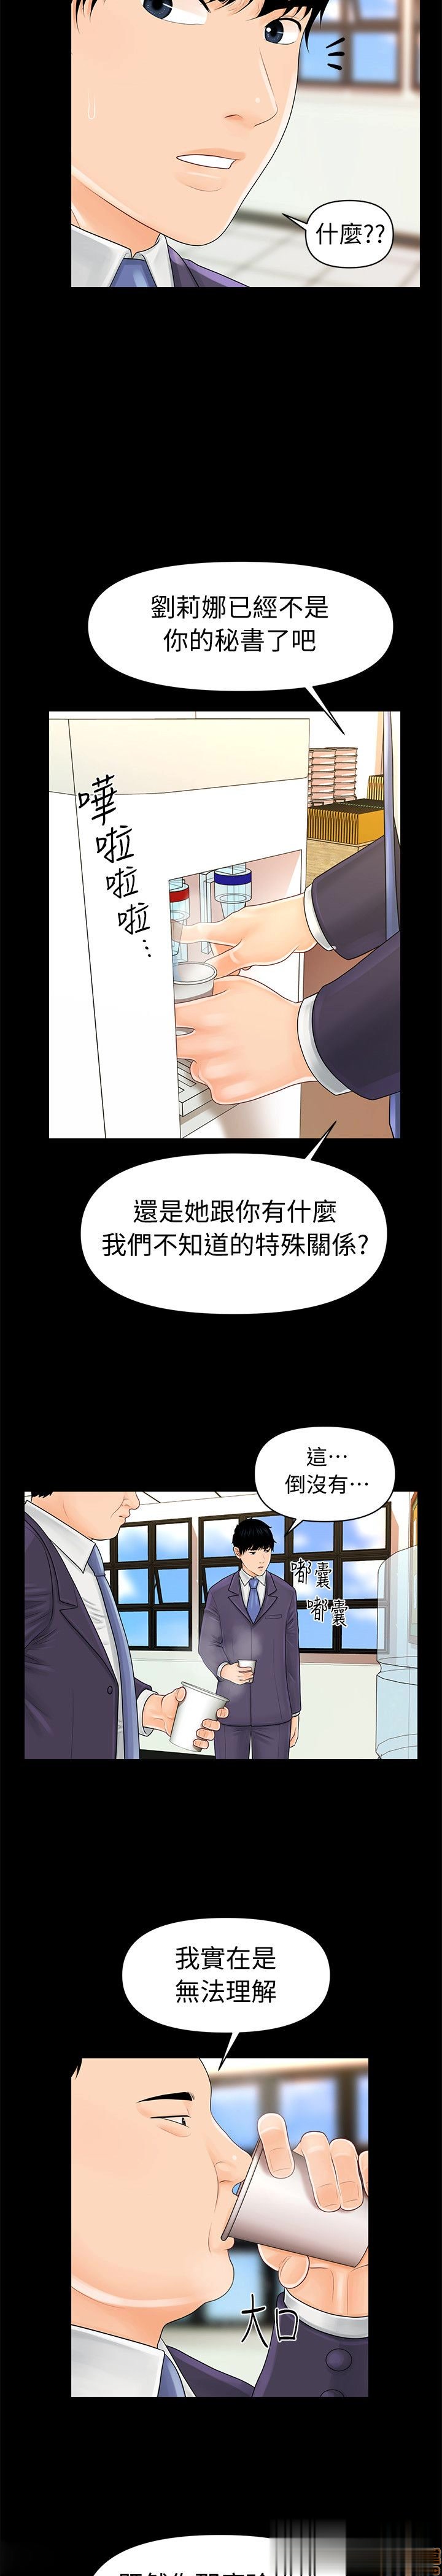 什麼??
劉莉娜已經不是
你的秘書了吧
嘩啦啦啦…
還是她跟你有什麼
我們不知道的特殊關係?
這…
倒沒有…
嘟囊
嘟囊
我實在是
無法理解
大口